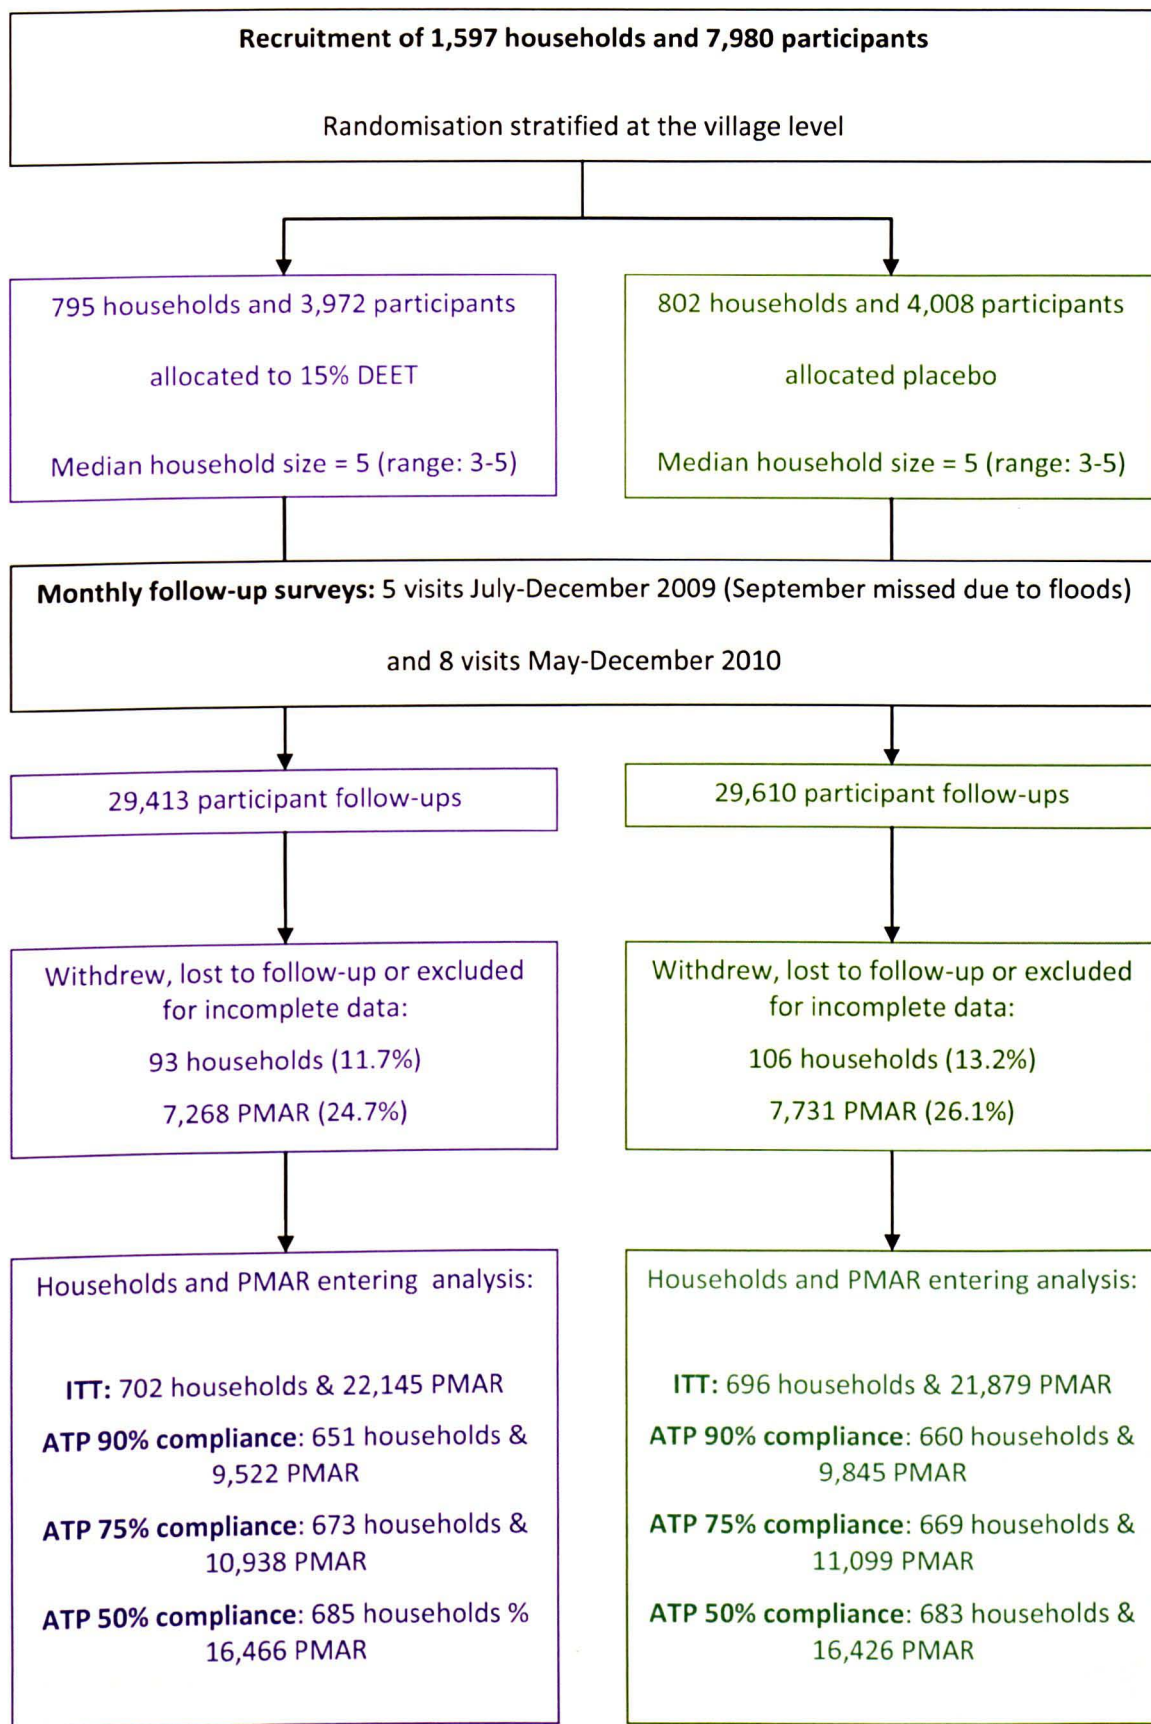 Recruitment of 1,597 households and 7,980 participants
Randomisation stratified at the village level
795 households and 3,972 participants
allocated to 15% DEET
Median household size = 5 (range: 3-5)
802 households and 4,008 participants
allocated placebo
Median household size = 5 (range: 3-5)
Monthly follow-up surveys: 5 visits July-December 2009 (September missed due to floods)
and 8 visits May-December 2010
29,413 participant follow-ups
29,610 participant follow-ups
Withdrew, lost to follow-up or excluded
for incomplete data:
93 households (11.7%)
7,268 PMAR (24.7%)
Withdrew, lost to follow-up or excluded
for incomplete data:
106 households (13.2%)
7,731 PMAR (26.1%)
Households and PMAR entering analysis:
ITT: 702 households & 22,145 PMAR
ATP 90% compliance: 651 households &
9,522 PMAR
ATP 75% compliance: 673 households &
10,938 PMAR
ATP 50% compliance: 685 households %
16,466 PMAR
Households and PMAR entering analysis:
ITT: 696 households & 21,879 PMAR
ATP 90% compliance: 660 households &
9,845 PMAR
ATP 75% compliance: 669 households &
11,099 PMAR
ATP 50% compliance: 683 households &
16,426 PMAR